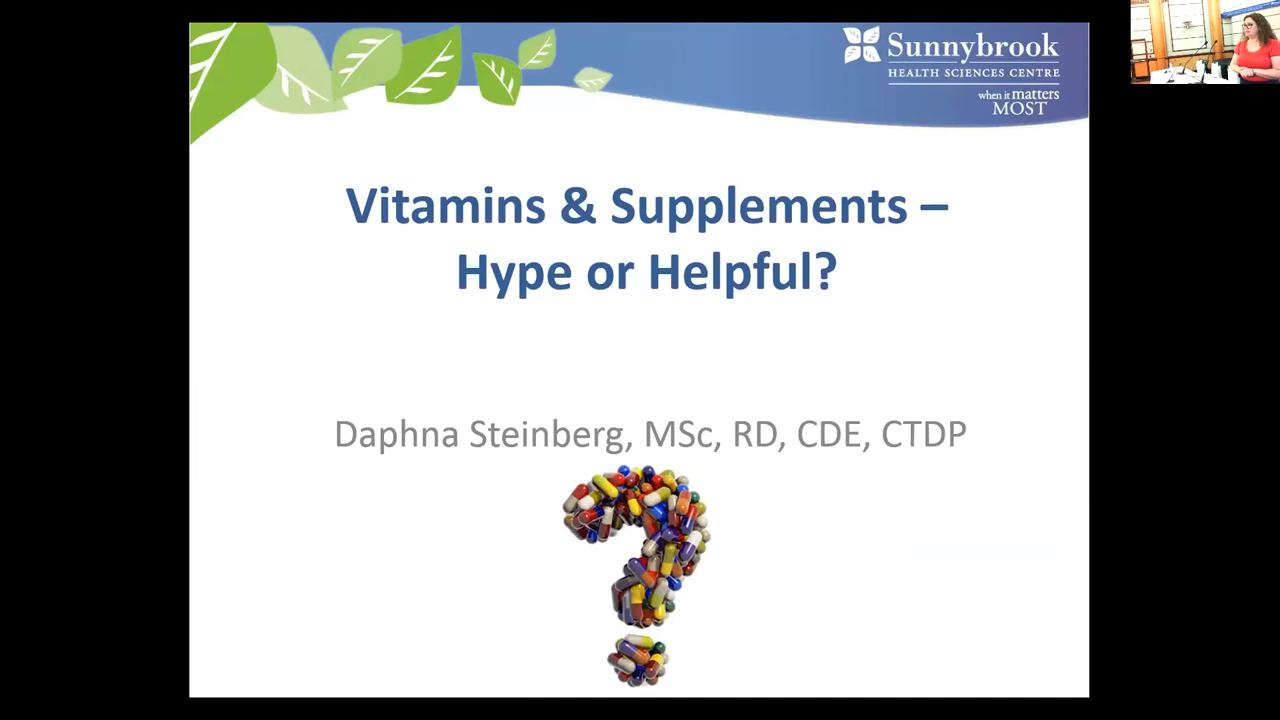 Sunnybrook
HEALTH SCIENCES CENTRE
when it matters
MOST
Vitamins & Supplements –
Hype or Helpful?
Daphna Steinberg, MSc, RD, CDE, CTDP